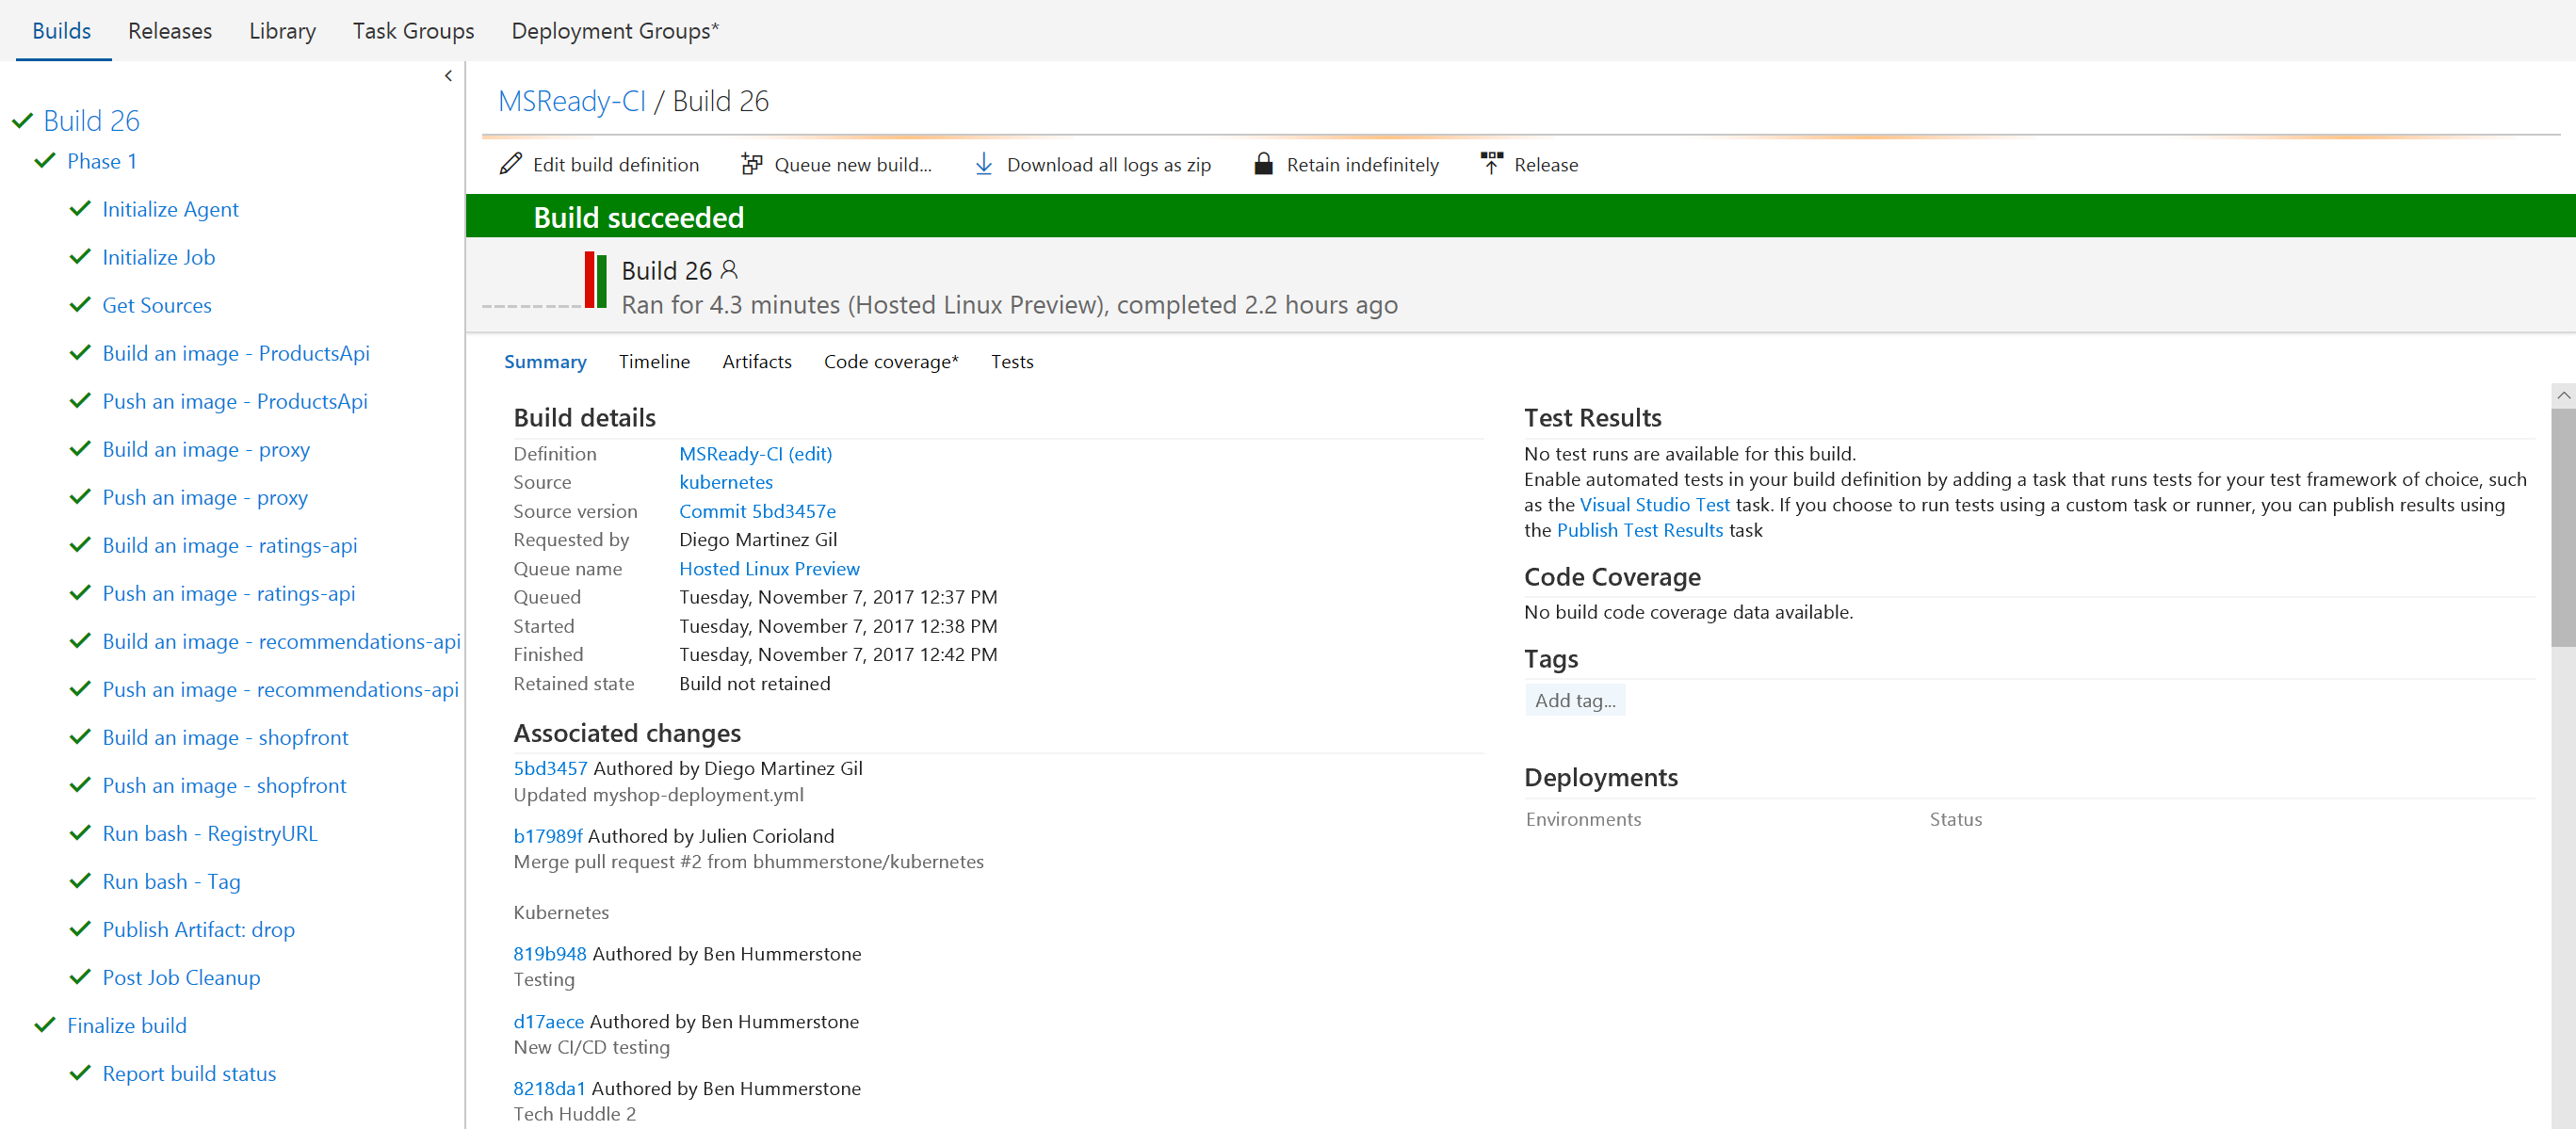 Builds Releases Library Task Groups Deployment Groups*
Build 26
Phase 1
Initialize Agent
Initialize Job
Get Sources
Build an image - ProductsApi
Push an image - ProductsApi
Build an image - proxy
Push an image - proxy
Build an image - ratings-api
Push an image - ratings-api
Build an image - recommendations-api
Push an image - recommendations-api
Build an image - shopfront
Push an image - shopfront
Run bash - RegistryURL
Run bash - Tag
Publish Artifact: drop
Post Job Cleanup
Finalize build
Report build status
MSReady-CI / Build 26
Edit build definition Queue new build... Download all logs as zip Retain indefinitely Release
Build succeeded
Build 26
Ran for 4.3 minutes (Hosted Linux Preview), completed 2.2 hours ago
Summary Timeline Artifacts Code coverage* Tests
Build details
Definition MSReady-CI (edit)
Source kubernetes
Source version Commit 5bd3457e
Requested by Diego Martinez Gil
Queue name Hosted Linux Preview
Queued Tuesday, November 7, 2017 12:37 PM
Started Tuesday, November 7, 2017 12:38 PM
Finished Tuesday, November 7, 2017 12:42 PM
Retained state Build not retained
Associated changes
5bd3457 Authored by Diego Martinez Gil
Updated myshop-deployment.yml
b17989f Authored by Julien Corioland
Merge pull request #2 from bhummerstone/kubernetes
Kubernetes
819b948 Authored by Ben Hummerstone
Testing
d17aece Authored by Ben Hummerstone
New CI/CD testing
8218da1 Authored by Ben Hummerstone
Tech Huddle 2
Test Results
No test runs are available for this build.
Enable automated tests in your build definition by adding a task that runs tests for your test framework of choice, such
as the Visual Studio Test task. If you choose to run tests using a custom task or runner, you can publish results using
the Publish Test Results task
Code Coverage
No build code coverage data available.
Tags
Add tag...
Deployments
Environments Status